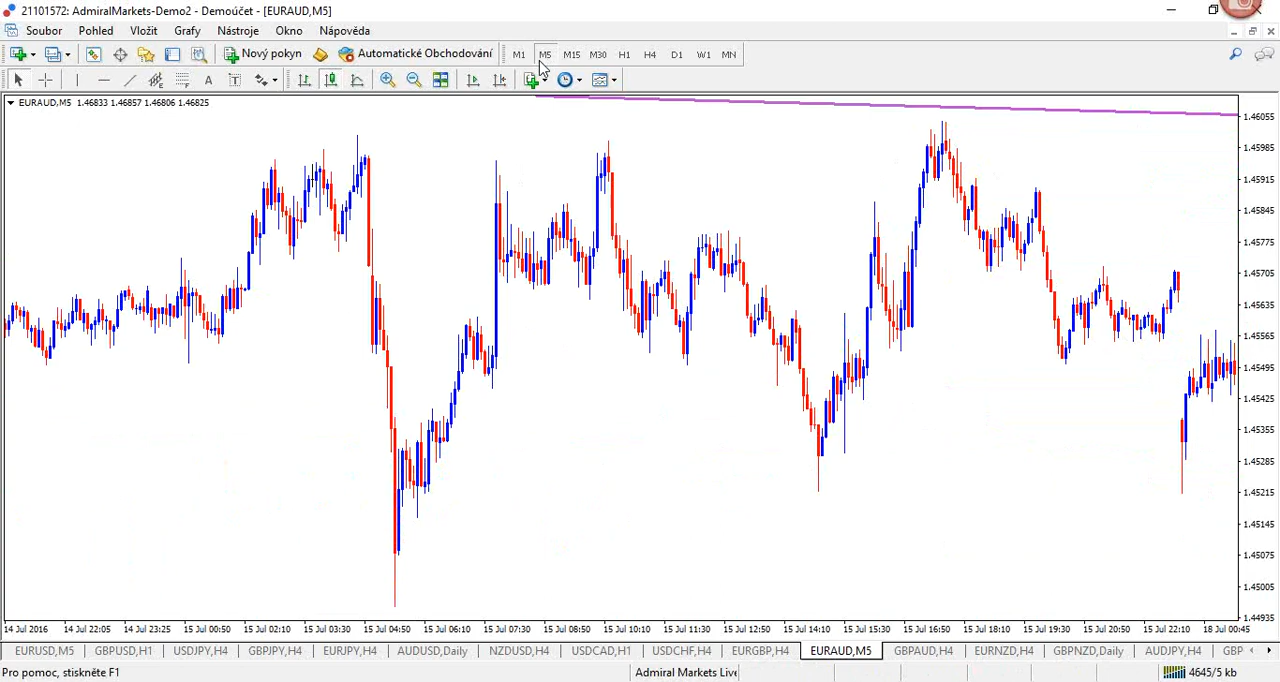 21101572: AdmiralMarkets-Demo2 - Demoúčet - [EURAUD,M5]
Soubor Pohled Vložit Grafy Nástroje Okno Nápověda
Nový pokyn Automatické Obchodování M1 M5 M15 M30 H1 H4 D1 W1 MN
A T
EURAUD,M5 1.46833 1.46857 1.46806 1.46825
1.46055
1.45985
1.45915
1.45845
1.45775
1.45705
1.45635
1.45565
1.45495
1.45425
1.45355
1.45285
1.45215
1.45145
1.45075
1.45005
1.44935
14 Jul 2016 14 Jul 22:05 14 Jul 23:25 15 Jul 00:50 15 Jul 02:10 15 Jul 03:30 15 Jul 04:50 15 Jul 06:10 15 Jul 07:30 15 Jul 08:50 15 Jul 10:10 15 Jul 11:30 15 Jul 12:50 15 Jul 14:10 15 Jul 15:30 15 Jul 16:50 15 Jul 18:10 15 Jul 19:30 15 Jul 20:50 15 Jul 22:10 18 Jul 00:45
EURUSD,M5 GBPUSD,H1 USDJPY,H4 GBPJPY,H4 EURJPY,H4 AUDUSD,Daily NZDUSD,H4 USDCAD,H1 USDCHF,H4 EURGBP,H4 EURAUD,M5 GBPAUD,H4 EURNZD,H4 GBPNZD,Daily AUDJPY,H4 GBP
Pro pomoc, stiskněte F1 Admiral Markets Live 4645/5 kb